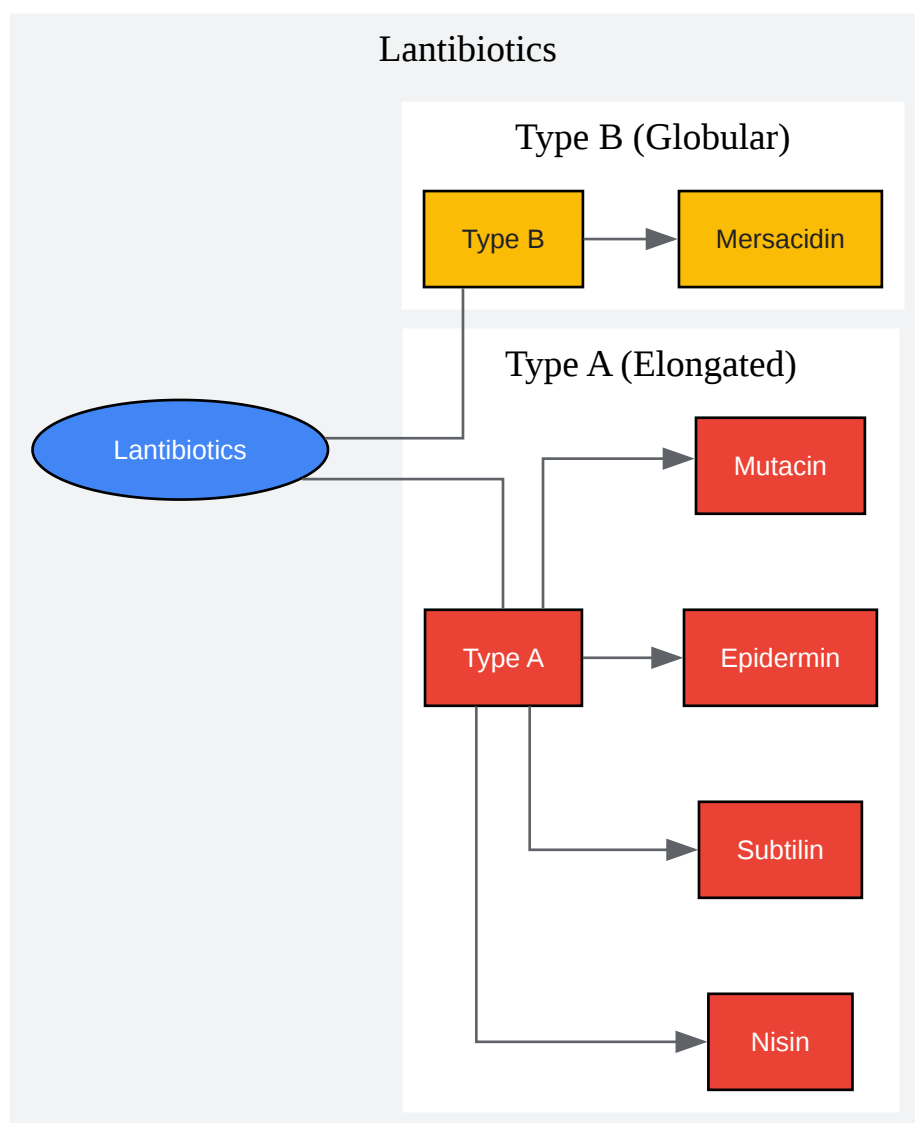 Lantibiotics
Type B (Globular)
Type B
Mersacidin
Type A (Elongated)
Lantibiotics
Mutacin
Type A
Epidermin
Subtilin
Nisin